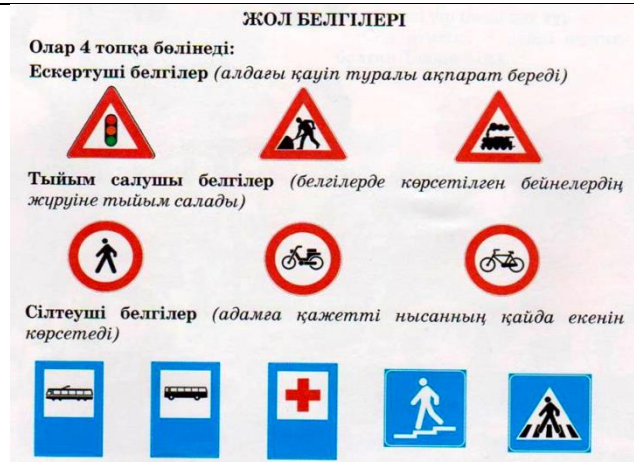 ЖОЛ БЕЛГІЛЕРІ
Олар 4 топқа бөлінеді:
Ескертуші белгілер (алдағы қауіп туралы ақпарат береді)
Тыйым салушы белгілер (белгілерде көрсетілген бейнелердің
жүруіне тыйым салады)
Сілтеуші белгілер (адамға қажетті нысанның қайда екенін
көрсетеді)